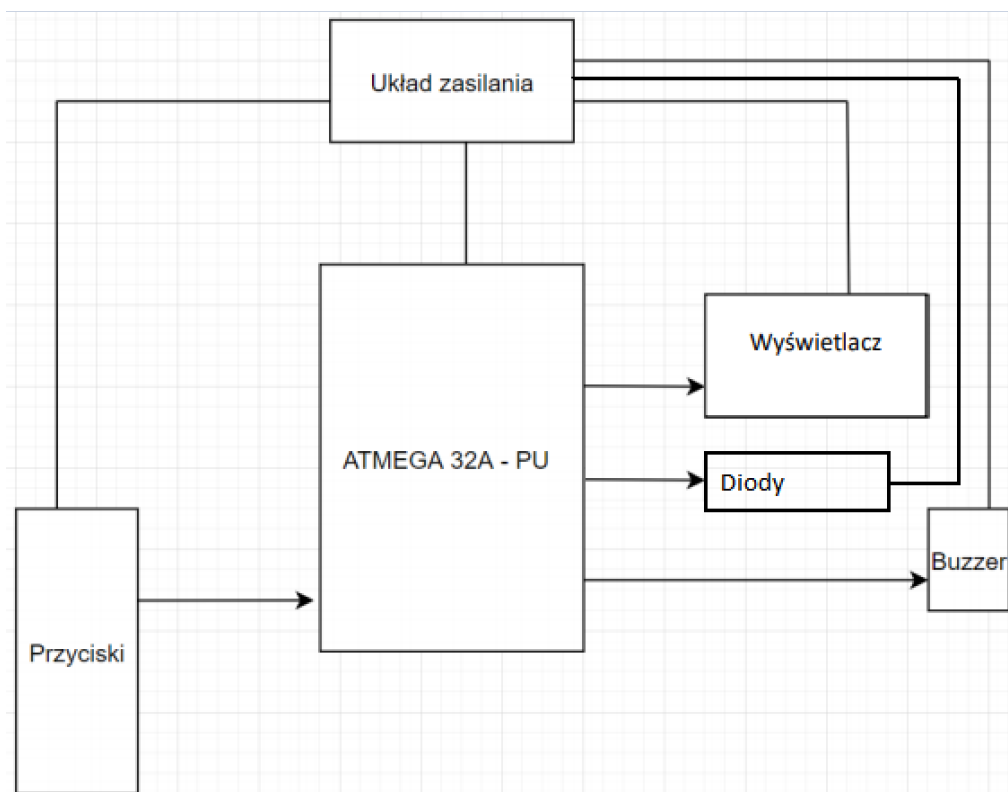 Układ zasilania
Wyświetlacz
ATMEGA 32A - PU
Diody
Buzzer
Przyciski